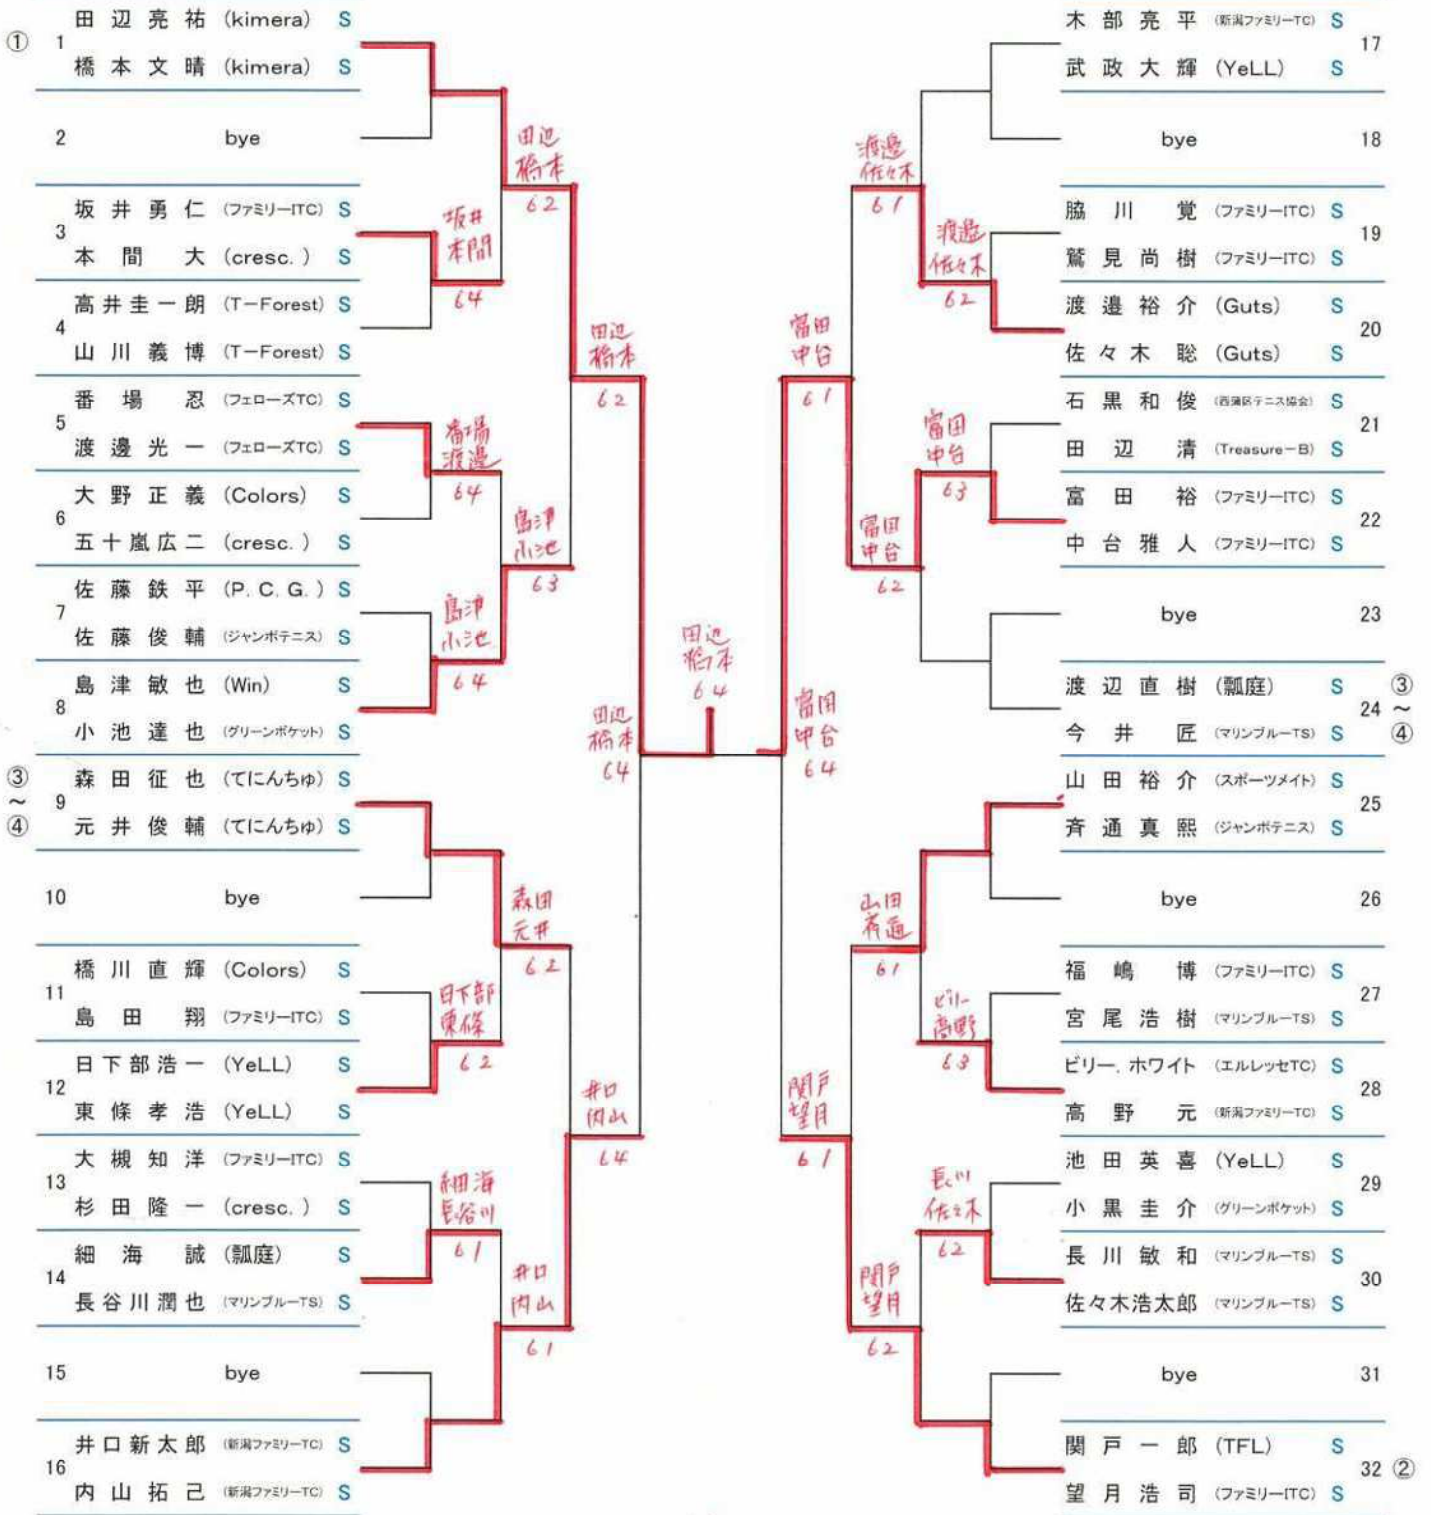 ① 1 田辺亮祐 (kimera) S
橋本文晴 (kimera) S
2 bye
3 坂井勇仁 (ファミリーITC) S
本間大 (cresc.) S
4 高井圭一朗 (T-Forest) S
山川義博 (T-Forest) S
5 番場忍 (フェローズTC) S
渡邊光一 (フェローズTC) S
6 大野正義 (Colors) S
五十嵐広二 (cresc.) S
7 佐藤鉄平 (P.C.G.) S
佐藤俊輔 (ジャンボテニス) S
8 島津敏也 (Win) S
小池達也 (グリーンポケット) S
③~④ 9 森田征也 (てにんちゅ) S
元井俊輔 (てにんちゅ) S
10 bye
11 橋川直輝 (Colors) S
島田翔 (ファミリーITC) S
12 日下部浩一 (YeLL) S
東條孝浩 (YeLL) S
13 大槻知洋 (ファミリーITC) S
杉田隆一 (cresc.) S
14 細海誠 (瓢庭) S
長谷川潤也 (マリンブルーTS) S
15 bye
16 井口新太郎 (新潟ファミリーTC) S
内山拓己 (新潟ファミリーTC) S
坂井
本間
64
番場
渡邊
64
島津
小池
64
日下部
東條
62
細海
長谷川
61
田辺
橋本
62
島津
小池
63
森田
元井
62
井口
内山
61
田辺
橋本
62
井口
内山
64
田辺
橋本
64
田辺
橋本
64
富田
中台
64
富田
中台
61
関戸
望月
61
渡邉
佐々木
61
富田
中台
62
山田
斉通
61
関戸
望月
62
渡邉
佐々木
62
富田
中台
63
ビリー
高野
63
長川
佐々木
62
木部亮平 (新潟ファミリーTC) S 17
武政大輝 (YeLL) S
bye 18
脇川覚 (ファミリーITC) S 19
鷲見尚樹 (ファミリーITC) S
渡邉裕介 (Guts) S 20
佐々木聡 (Guts) S
石黒和俊 (西蒲区テニス協会) S 21
田辺清 (Treasure-B) S
富田裕 (ファミリーITC) S 22
中台雅人 (ファミリーITC) S
bye 23
渡辺直樹 (瓢庭) S 24 ③~④
今井匠 (マリンブルーTS) S
山田裕介 (スポーツメイト) S 25
斉通真熙 (ジャンボテニス) S
bye 26
福嶋博 (ファミリーITC) S 27
宮尾浩樹 (マリンブルーTS) S
ビリー.ホワイト (エルレッセTC) S 28
高野元 (新潟ファミリーTC) S
池田英喜 (YeLL) S 29
小黒圭介 (グリーンポケット) S
長川敏和 (マリンブルーTS) S 30
佐々木浩太郎 (マリンブルーTS) S
bye 31
関戸一郎 (TFL) S 32 ②
望月浩司 (ファミリーITC) S